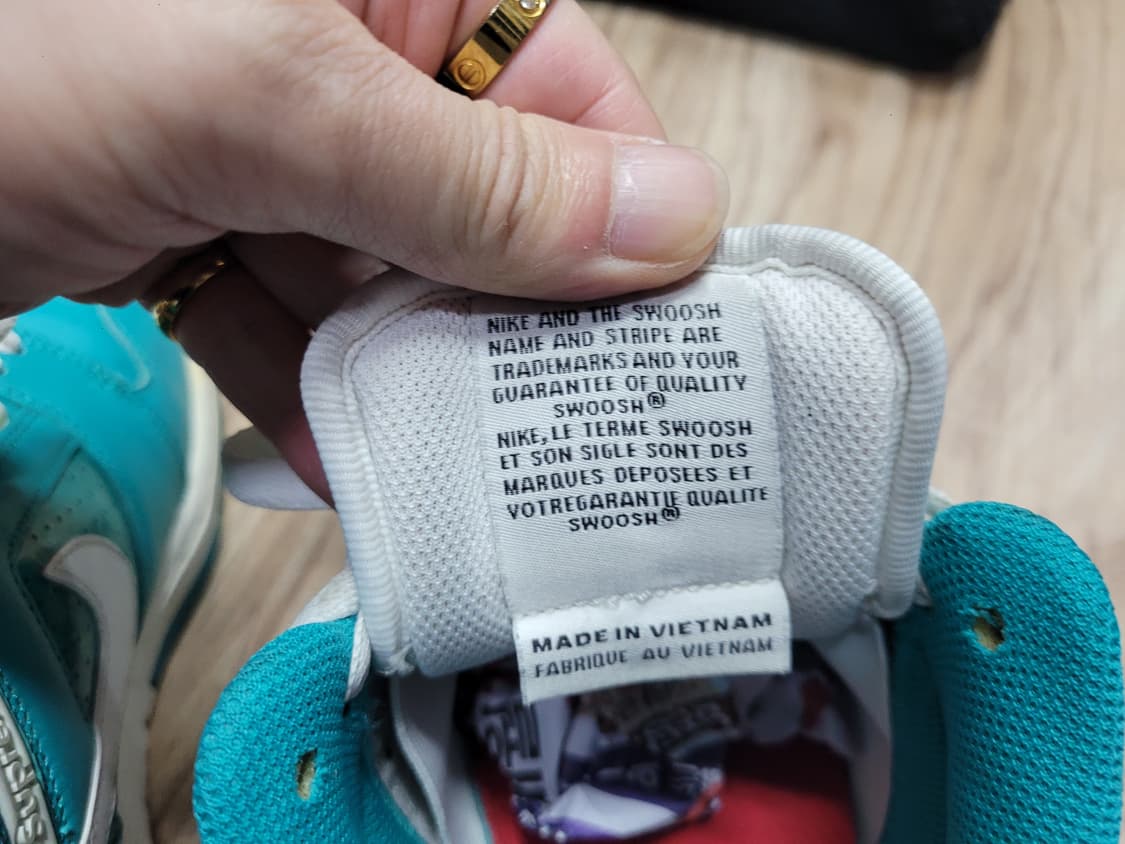 NIKE AND THE SWOOSH
NAME AND STRIPE ARE
TRADEMARKS AND YOUR
GUARANTEE OF QUALITY
SWOOSH®
NIKE, LE TERME SWOOSH
ET SON SIGLE SONT DES
MARQUES DEPOSEES ET
VOTREGARANTIE QUALITE
SWOOSH®
MADE IN VIETNAM
FABRIQUE AU VIETNAM